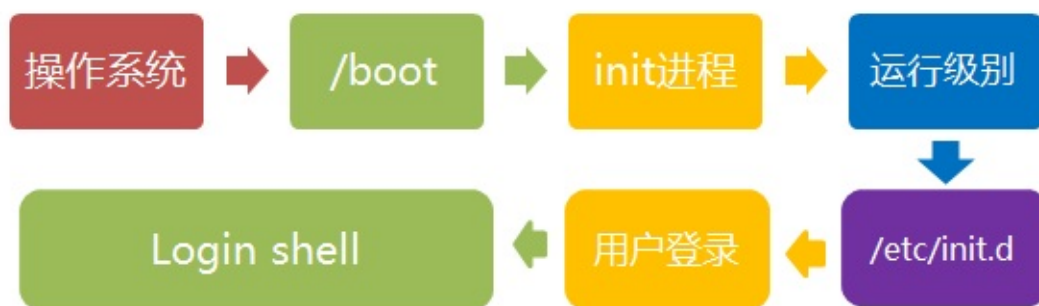 操作系统
/boot
init进程
运行级别
/etc/init.d
用户登录
Login shell